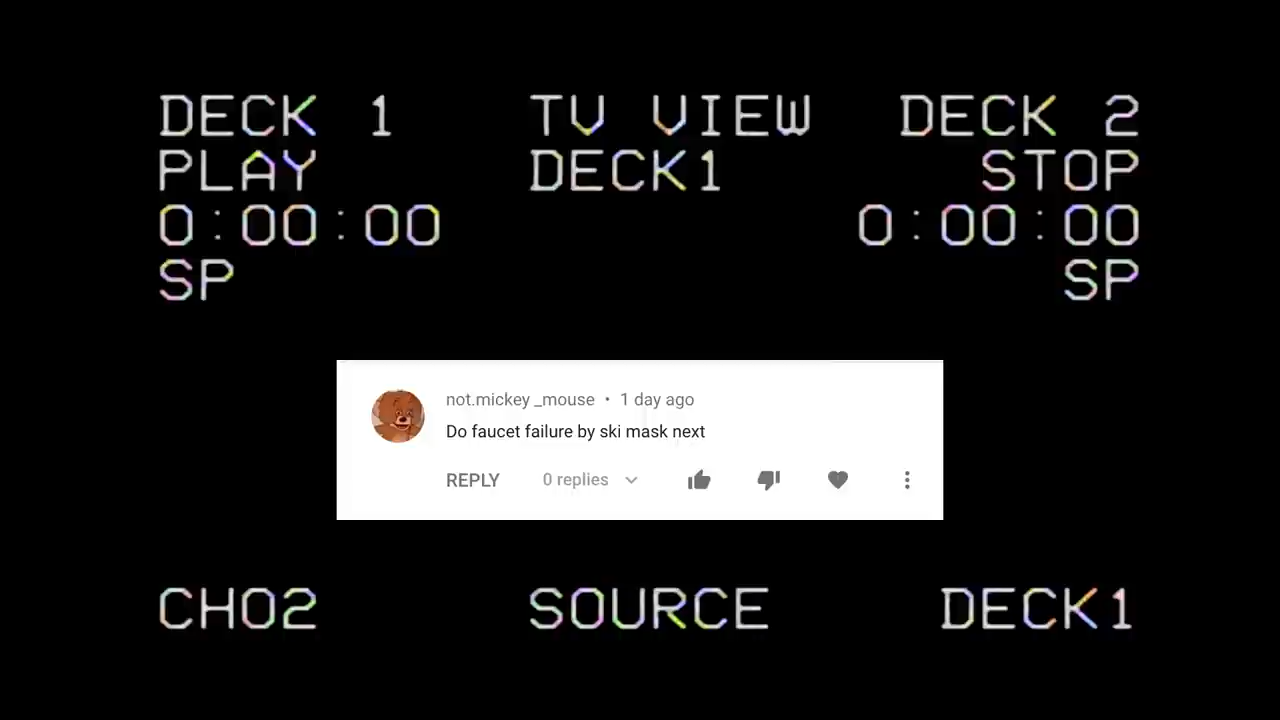 DECK 1 TV VIEW DECK 2
PLAY DECK1 STOP
0:00:00 0:00:00
SP SP
not.mickey _mouse • 1 day ago
Do faucet failure by ski mask next
REPLY 0 replies
CH02 SOURCE DECK1